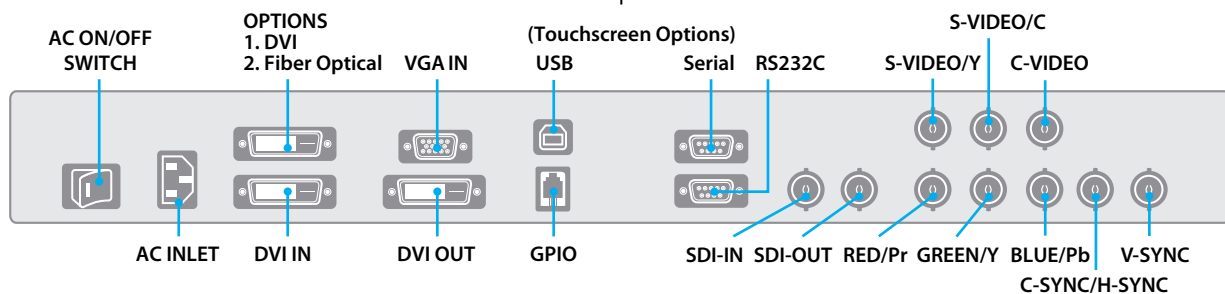 OPTIONS
1. DVI
2. Fiber Optical
AC ON/OFF
SWITCH
VGA IN
(Touchscreen Options)
USB
Serial
RS232C
S-VIDEO/C
S-VIDEO/Y
C-VIDEO
AC INLET
DVI IN
DVI OUT
GPIO
SDI-IN
SDI-OUT
RED/Pr
GREEN/Y
BLUE/Pb
V-SYNC
C-SYNC/H-SYNC